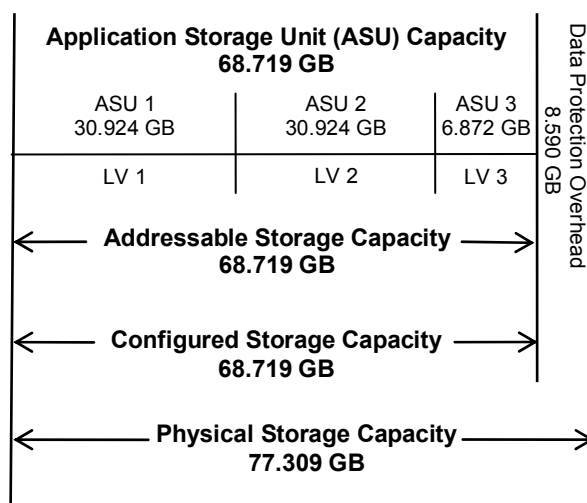 Application Storage Unit (ASU) Capacity
68.719 GB
ASU 1
30.924 GB
ASU 2
30.924 GB
ASU 3
6.872 GB
LV 1
LV 2
LV 3
Addressable Storage Capacity
68.719 GB
Configured Storage Capacity
68.719 GB
Physical Storage Capacity
77.309 GB
Data Protection Overhead
8.590 GB